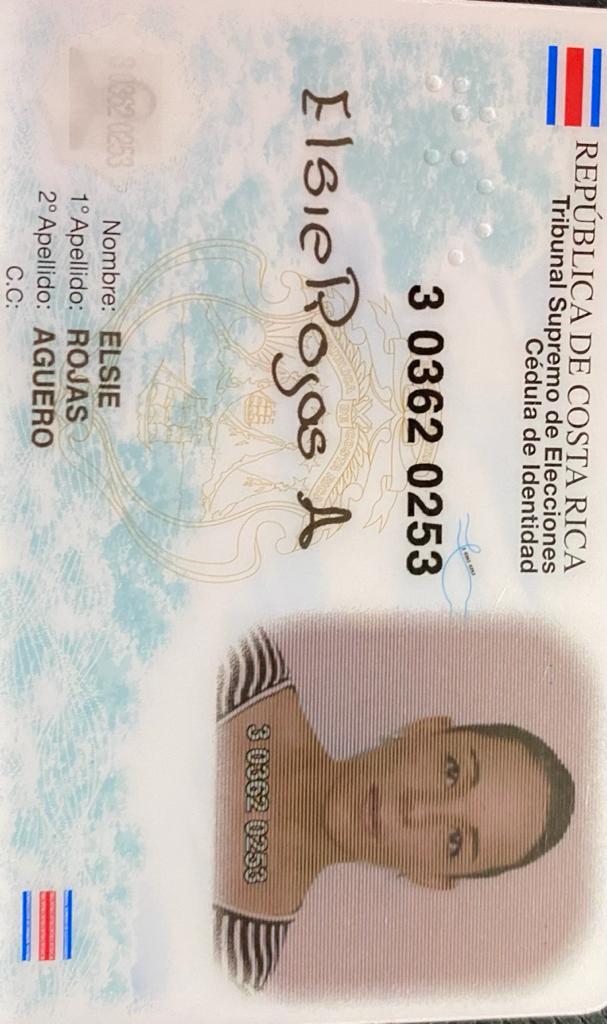 REPÚBLICA DE COSTA RICA
Tribunal Supremo de Elecciones
Cédula de Identidad
3 0362 0253
Elsie Rojas A
3 0362 0253
3 0362 0253
Nombre: ELSIE
1° Apellido: ROJAS
2° Apellido: AGUERO
C.C: